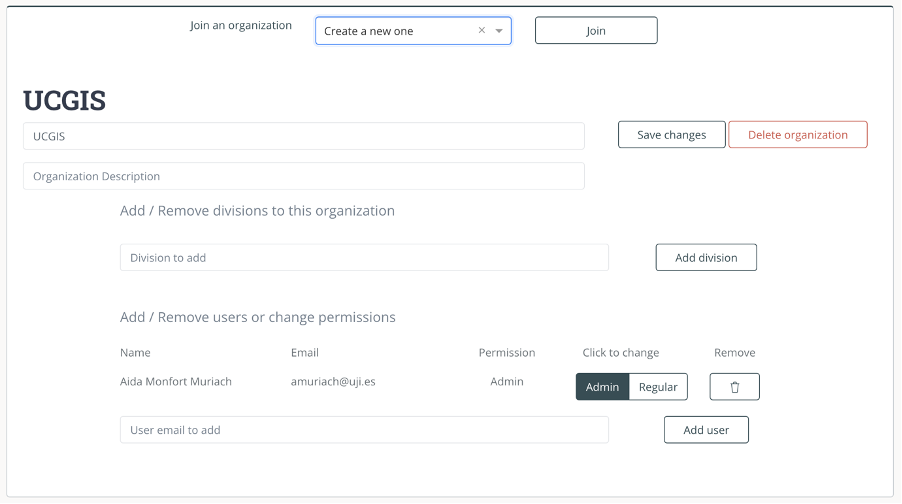 Join an organization Create a new one × Join
UCGIS
UCGIS Save changes Delete organization
Organization Description
Add / Remove divisions to this organization
Division to add Add division
Add / Remove users or change permissions
Name Email Permission Click to change Remove
Aida Monfort Muriach amuriach@uji.es Admin Admin Regular
User email to add Add user